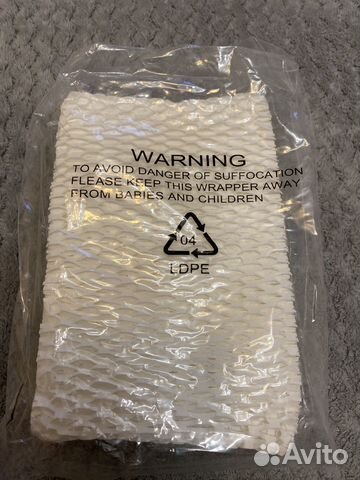 WARNING
TO AVOID DANGER OF SUFFOCATION
PLEASE KEEP THIS WRAPPER AWAY
FROM BABIES AND CHILDREN
04
LDPE
Avito